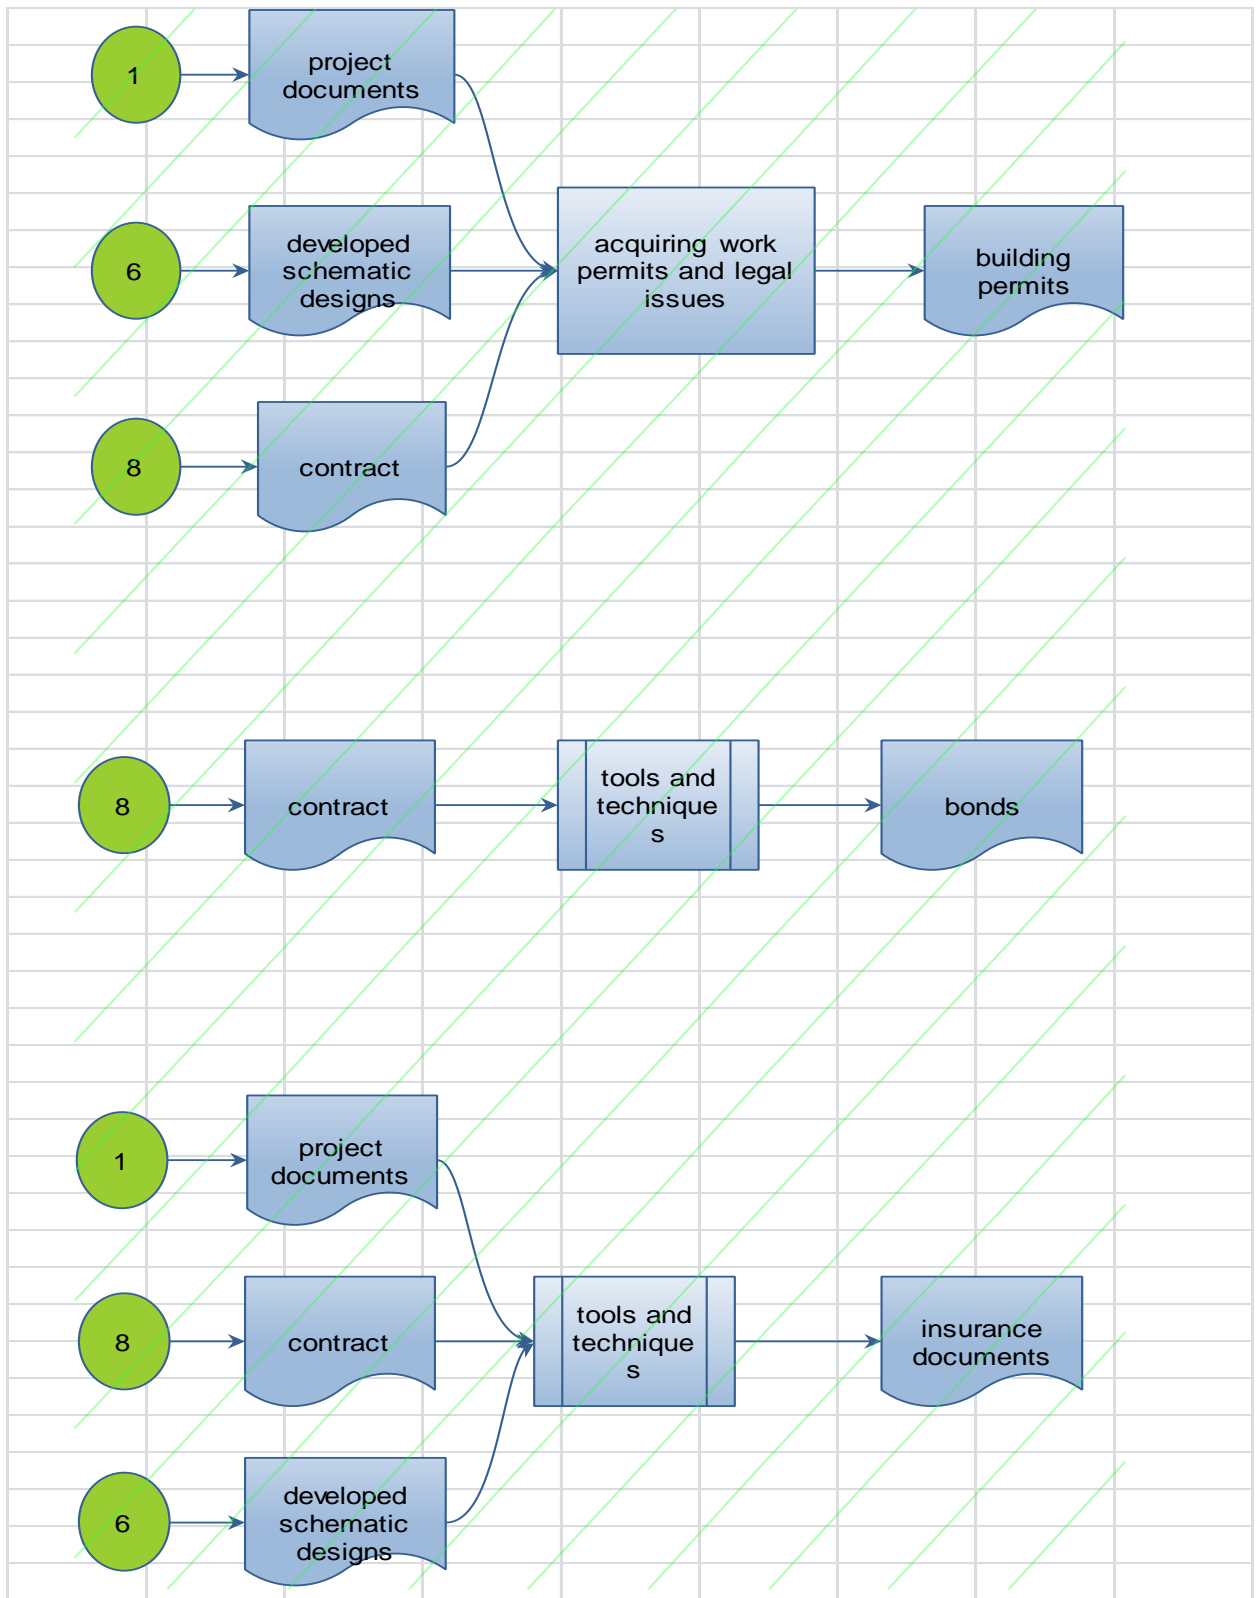 1
project
documents
6
developed
schematic
designs
acquiring work
permits and legal
issues
building
permits
8
contract
8
contract
tools and
technique
s
bonds
1
project
documents
8
contract
tools and
technique
s
insurance
documents
6
developed
schematic
designs